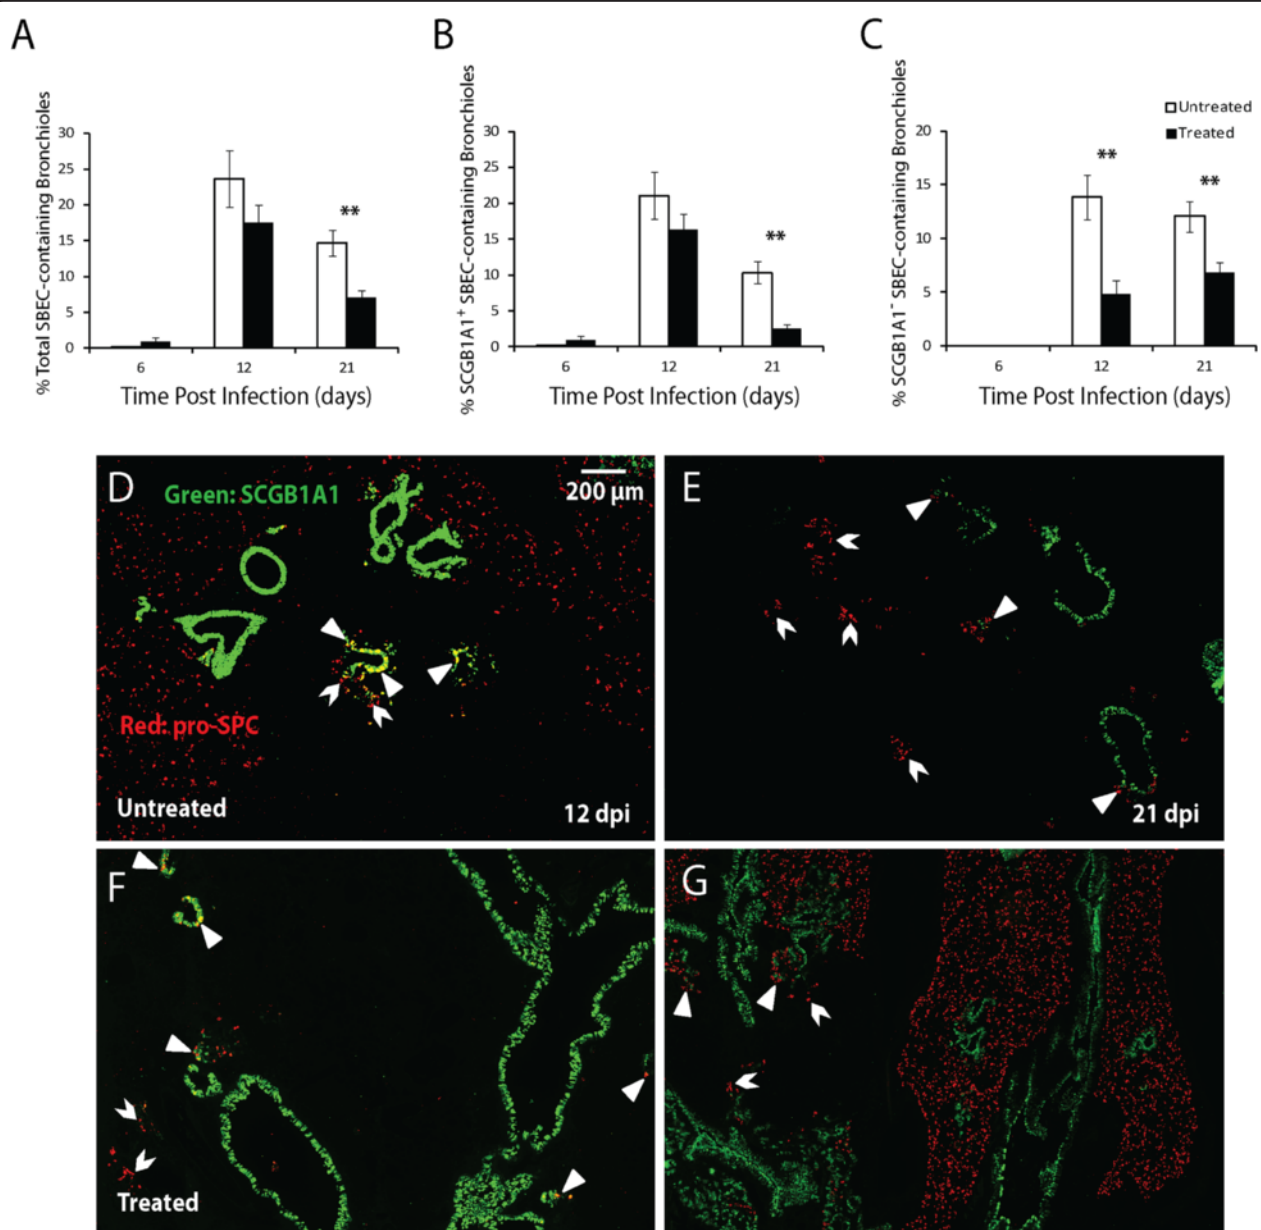 A
% Total SBEC-containing Bronchioles
30
25
20
15
10
5
0
**
6
12
21
Time Post Infection (days)
B
% SCGB1A1+ SBEC-containing Bronchioles
30
25
20
15
10
5
0
**
6
12
21
Time Post Infection (days)
C
% SCGB1A1- SBEC-containing Bronchioles
Untreated
Treated
20
15
10
5
0
**
**
6
12
21
Time Post Infection (days)
D
Green: SCGB1A1
200 µm
Red: pro-SPC
Untreated
12 dpi
E
21 dpi
F
Treated
G